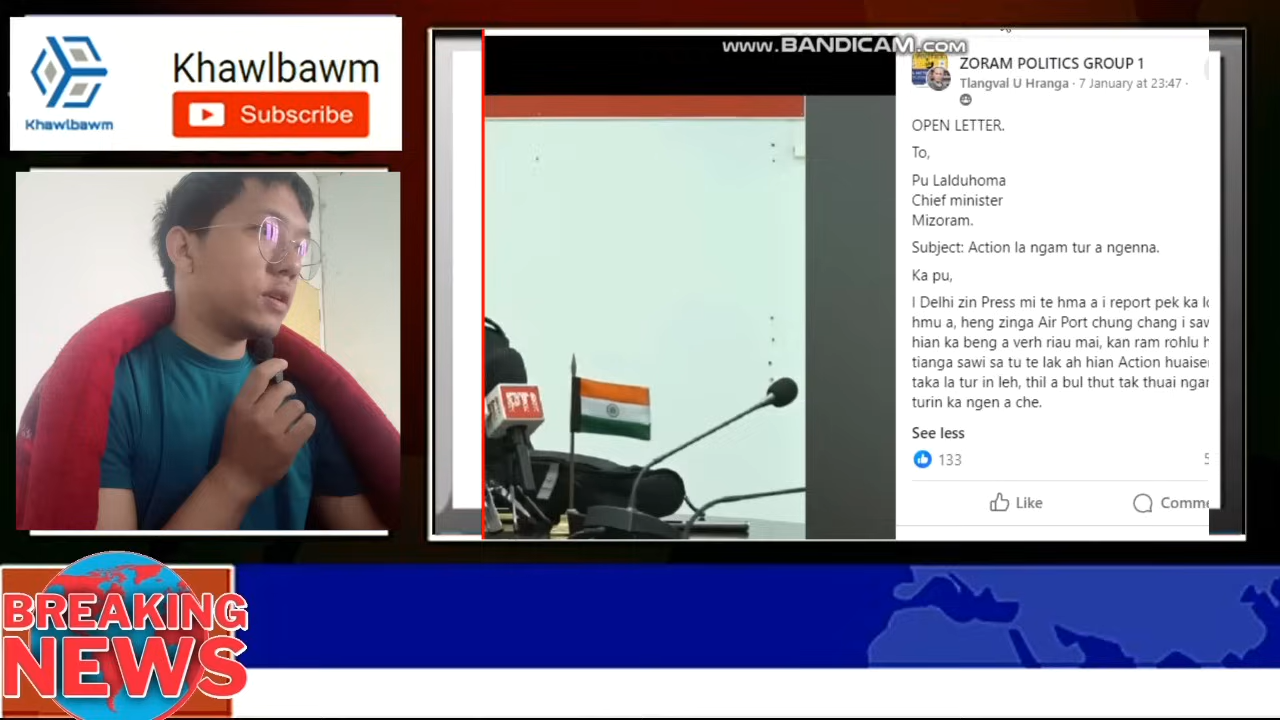 Khawlbawm
Khawlbawm
Subscribe
www.BANDICAM.com
ZORAM POLITICS GROUP 1
Tlangval U Hranga · 7 January at 23:47 ·
OPEN LETTER.
To,
Pu Lalduhoma
Chief minister
Mizoram.
Subject: Action la ngam tur a ngenna.
Ka pu,
I Delhi zin Press mi te hma a i report pek ka
hmu a, heng zinga Air Port chung chang i
hian ka beng a verh riau mai, kan ram rohlu
tianga sawi sa tu te lak ah hian Action
taka la tur in leh, thil a bul thut tak thuai
turin ka ngen a che.
See less
133
Like
PTI
BREAKING
NEWS